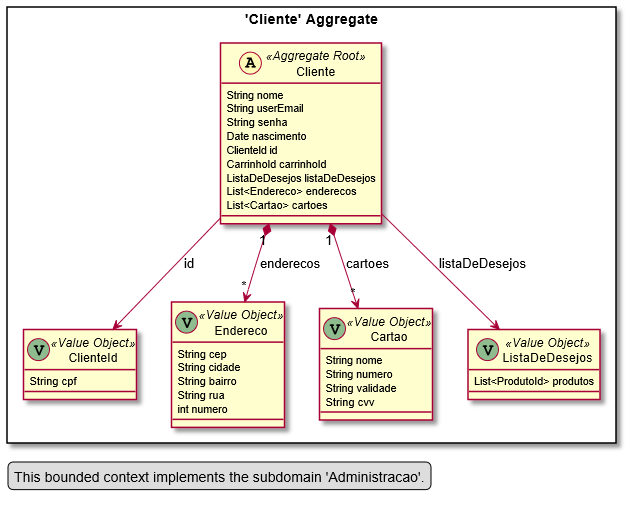 'Cliente' Aggregate
A
«Aggregate Root»
Cliente
String nome
String userEmail
String senha
Date nascimento
ClienteId id
CarrinhoId carrinhoId
ListaDeDesejos listaDeDesejos
List<Endereco> enderecos
List<Cartao> cartoes
1
1
id
enderecos
cartoes
listaDeDesejos
*
*
V
«Value Object»
ClienteId
String cpf
V
«Value Object»
Endereco
String cep
String cidade
String bairro
String rua
int numero
V
«Value Object»
Cartao
String nome
String numero
String validade
String cvv
V
«Value Object»
ListaDeDesejos
List<ProdutoId> produtos
This bounded context implements the subdomain 'Administracao'.